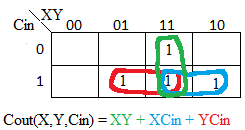 XY
Cin 00 01 11 10
0 1
1 1 1 1
Cout(X,Y,Cin) = XY + XCin + YCin